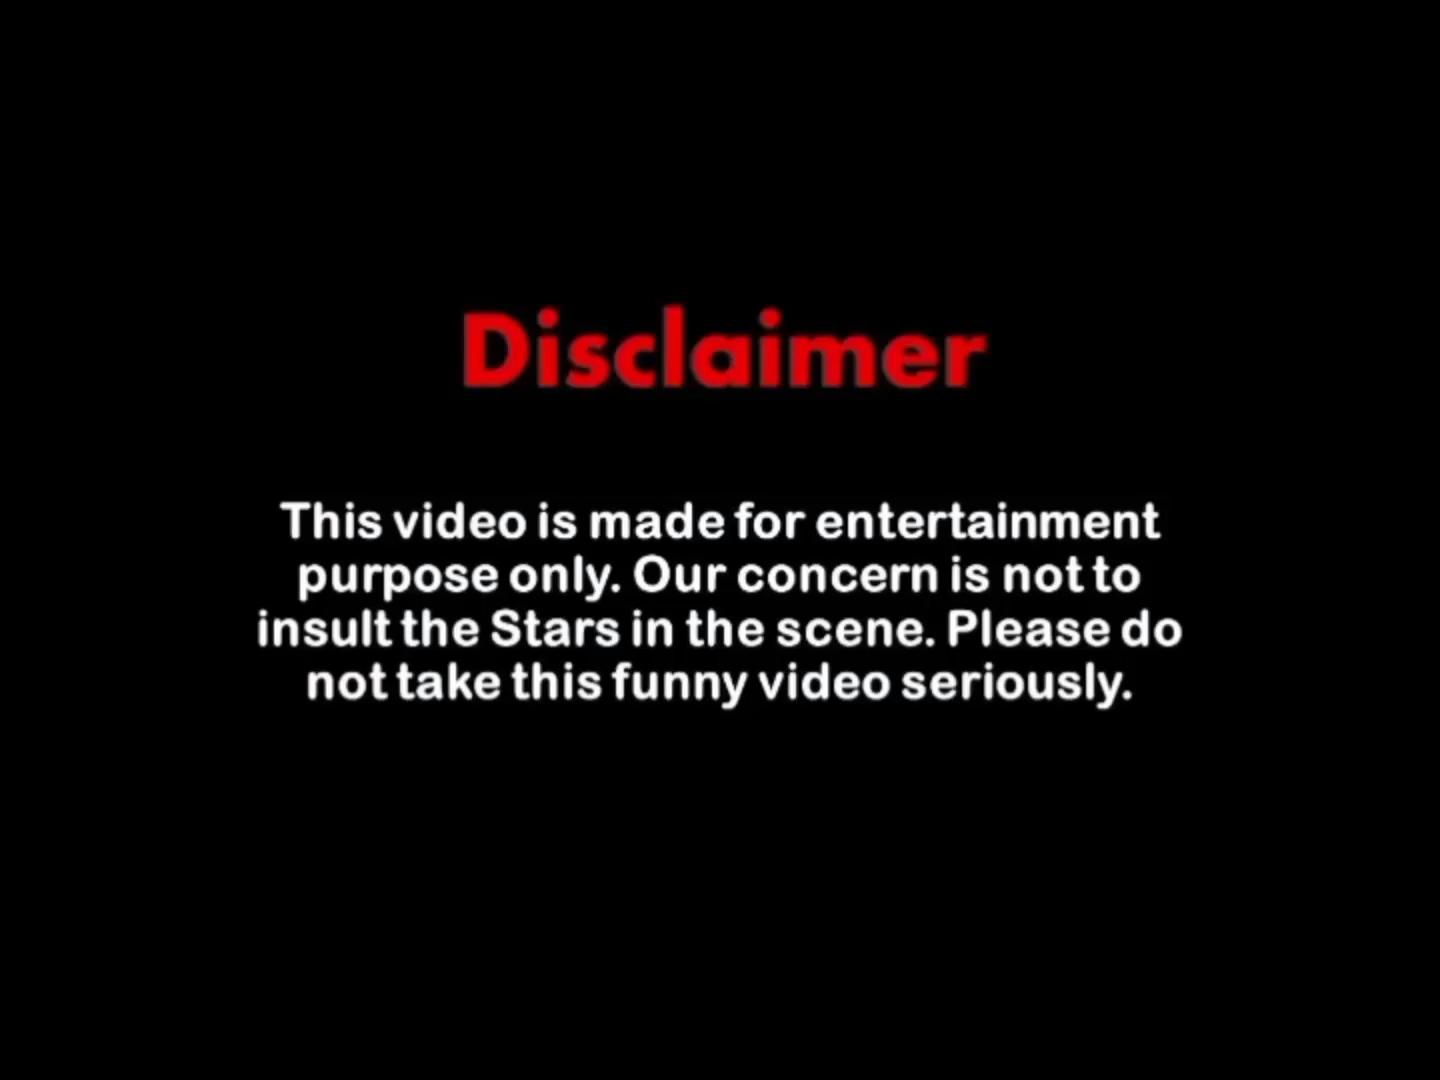 Disclaimer
This video is made for entertainment
purpose only. Our concern is not to
insult the Stars in the scene. Please do
not take this funny video seriously.